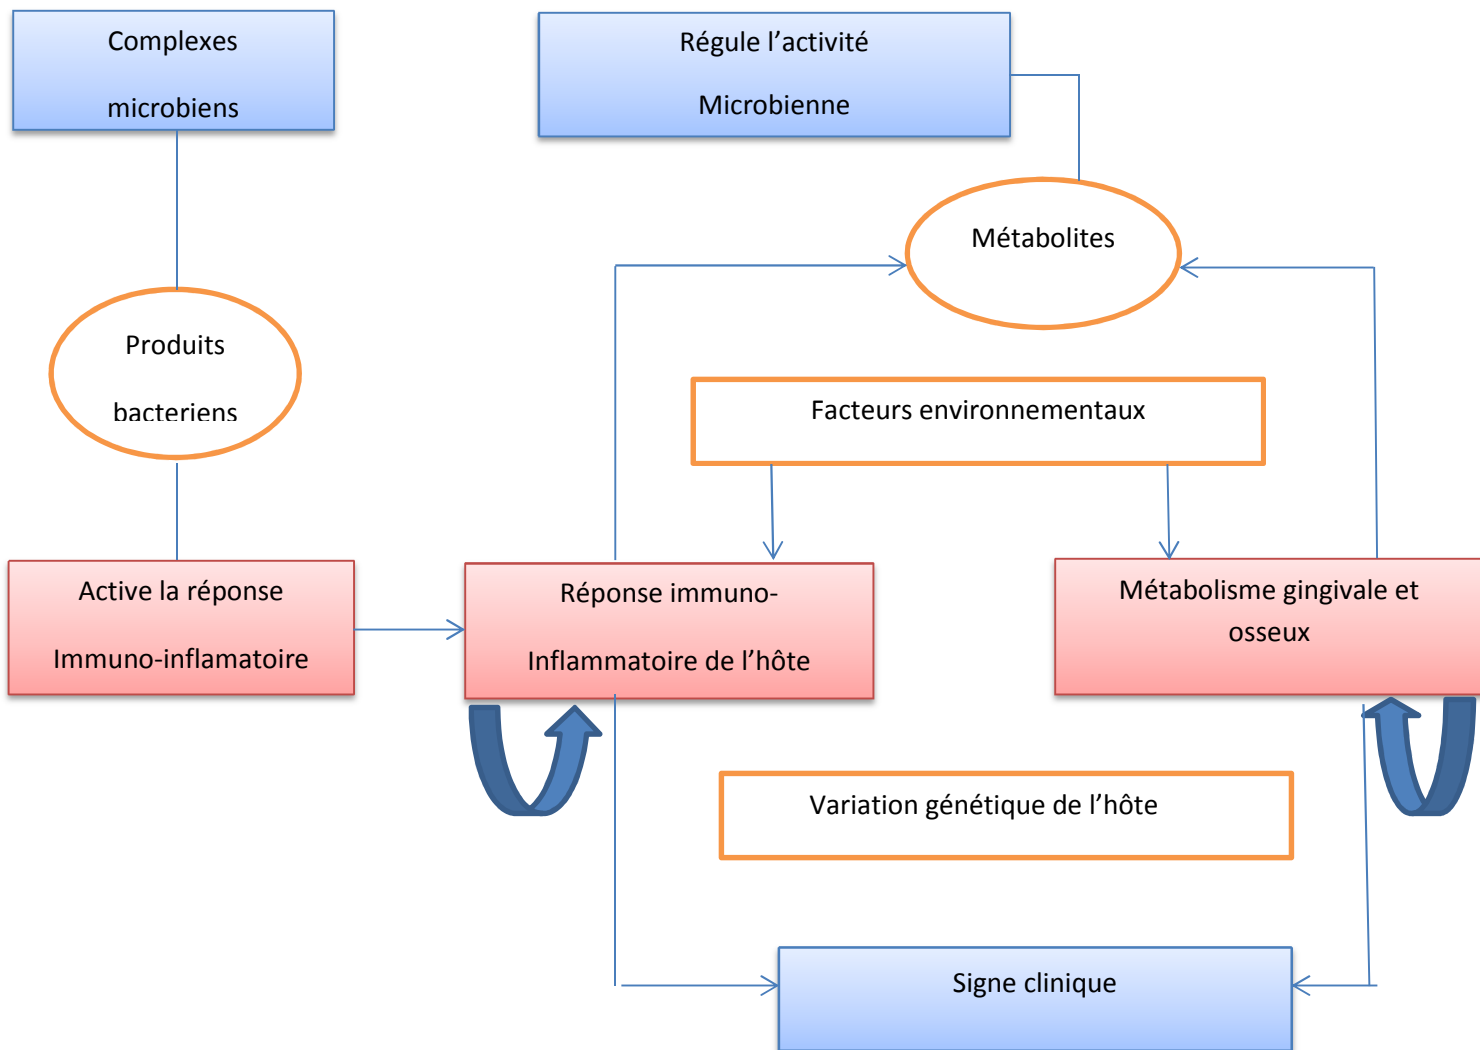 Complexes
microbiens
Régule l’activité
Microbienne
Métabolites
Produits
bacteriens
Facteurs environnementaux
Active la réponse
Immuno-inflamatoire
Réponse immuno-
Inflammatoire de l’hôte
Métabolisme gingivale et
osseux
Variation génétique de l’hôte
Signe clinique